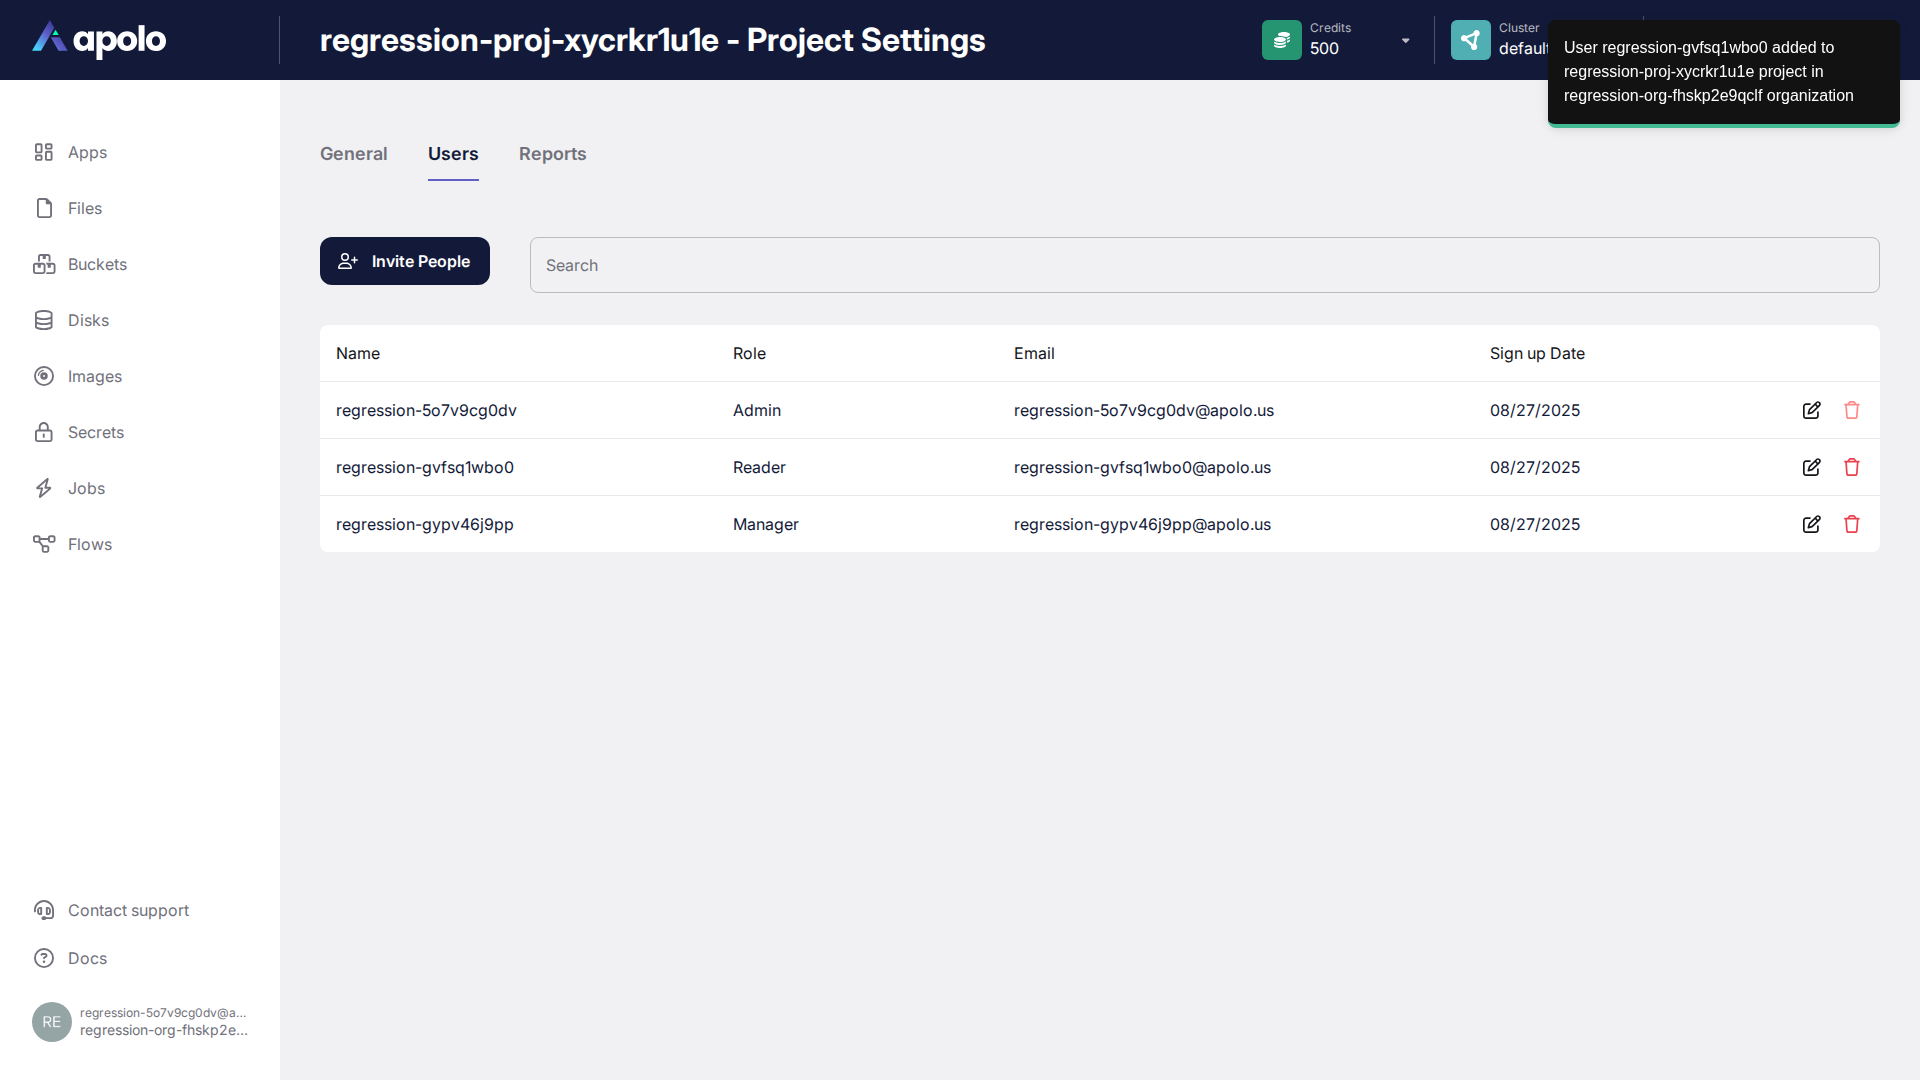 apolo
regression-proj-xycrkr1u1e - Project Settings
Credits
500
Cluster
default
User regression-gvfsq1wbo0 added to
regression-proj-xycrkr1u1e project in
regression-org-fhskp2e9qclf organization
Apps
Files
Buckets
Disks
Images
Secrets
Jobs
Flows
General Users Reports
Invite People
Search
Name Role Email Sign up Date
regression-5o7v9cg0dv Admin regression-5o7v9cg0dv@apolo.us 08/27/2025
regression-gvfsq1wbo0 Reader regression-gvfsq1wbo0@apolo.us 08/27/2025
regression-gypv46j9pp Manager regression-gypv46j9pp@apolo.us 08/27/2025
Contact support
Docs
RE
regression-5o7v9cg0dv@a...
regression-org-fhskp2e...